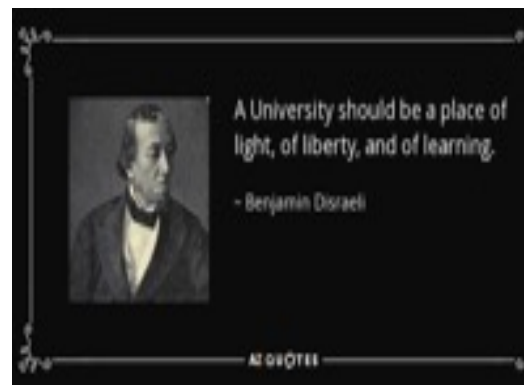 A University should be a place of
light, of liberty, and of learning.
~ Benjamin Disraeli
AZ QUOTES